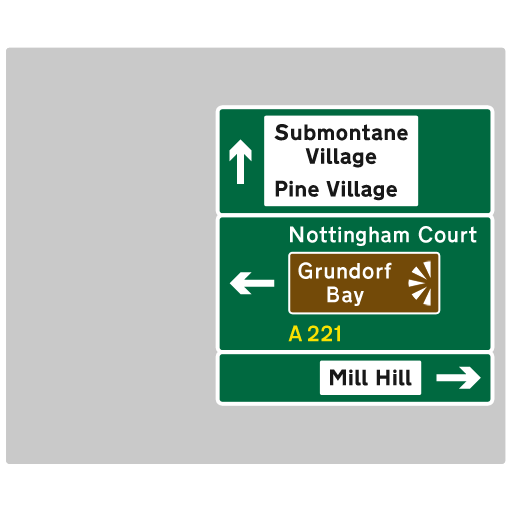 Submontane
Village
Pine Village
Nottingham Court
Grundorf
Bay
A 221
Mill Hill